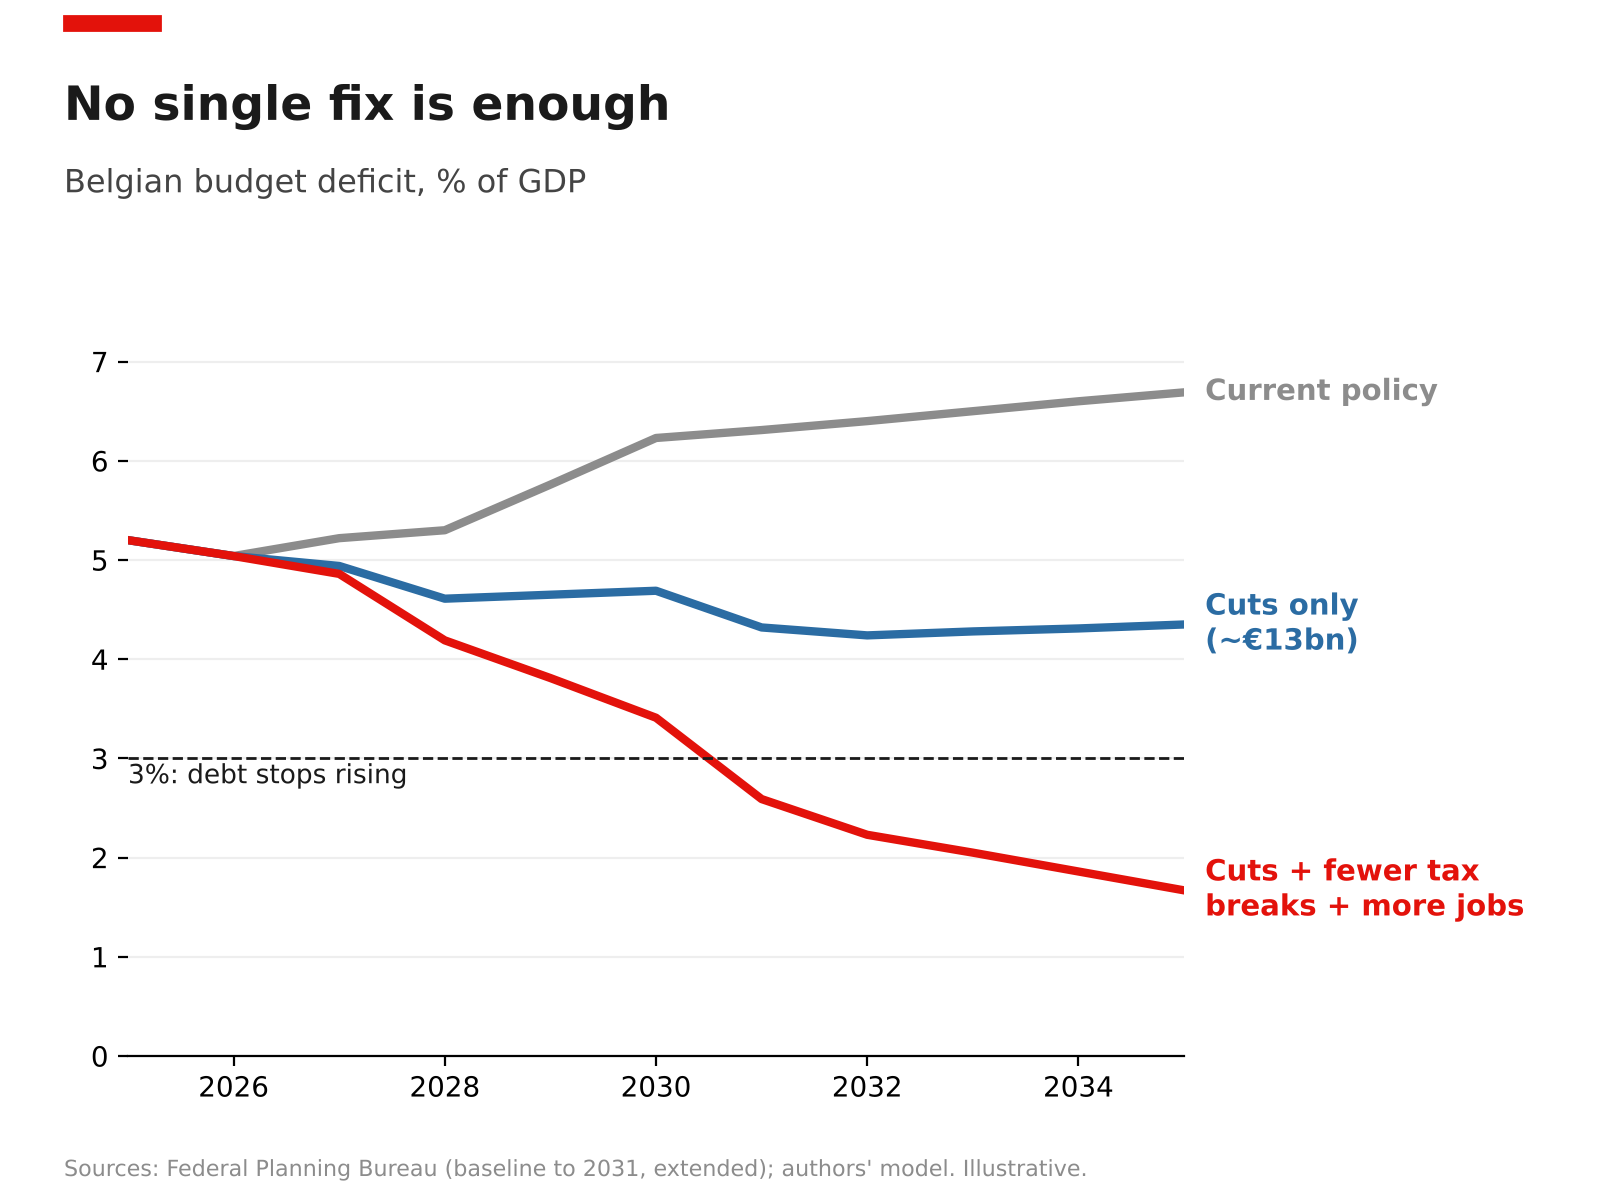 No single fix is enough
Belgian budget deficit, % of GDP
7
6
5
4
3
2
1
0
3%: debt stops rising
Current policy
Cuts only
(~€13bn)
Cuts + fewer tax
breaks + more jobs
2026 2028 2030 2032 2034
Sources: Federal Planning Bureau (baseline to 2031, extended); authors' model. Illustrative.